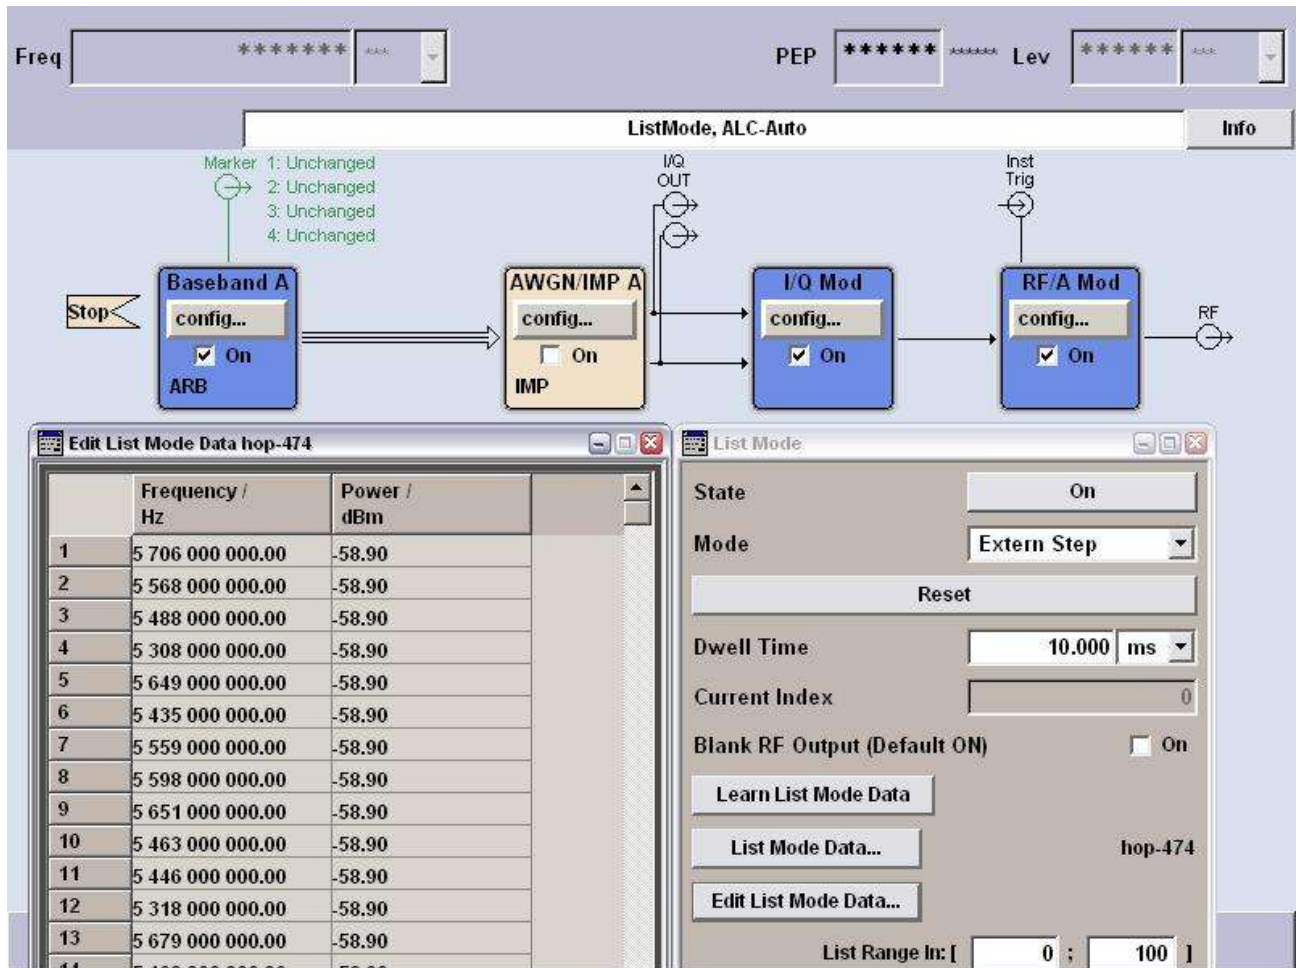 Freq ******* *** PEP ****** ****** Lev ****** ***
ListMode, ALC-Auto Info
Marker 1: Unchanged
2: Unchanged
3: Unchanged
4: Unchanged
I/Q
OUT
Inst
Trig
Stop
Baseband A
config...
On
ARB
AWGN/IMP A
config...
On
IMP
I/Q Mod
config...
On
RF/A Mod
config...
On
RF
Edit List Mode Data hop-474
Frequency / Power /
Hz dBm
1 5 706 000 000.00 -58.90
2 5 568 000 000.00 -58.90
3 5 488 000 000.00 -58.90
4 5 308 000 000.00 -58.90
5 5 649 000 000.00 -58.90
6 5 435 000 000.00 -58.90
7 5 559 000 000.00 -58.90
8 5 598 000 000.00 -58.90
9 5 651 000 000.00 -58.90
10 5 463 000 000.00 -58.90
11 5 446 000 000.00 -58.90
12 5 318 000 000.00 -58.90
13 5 679 000 000.00 -58.90
List Mode
State On
Mode Extern Step
Reset
Dwell Time 10.000 ms
Current Index 0
Blank RF Output (Default ON) On
Learn List Mode Data
List Mode Data... hop-474
Edit List Mode Data...
List Range In: [ 0 ; 100 ]